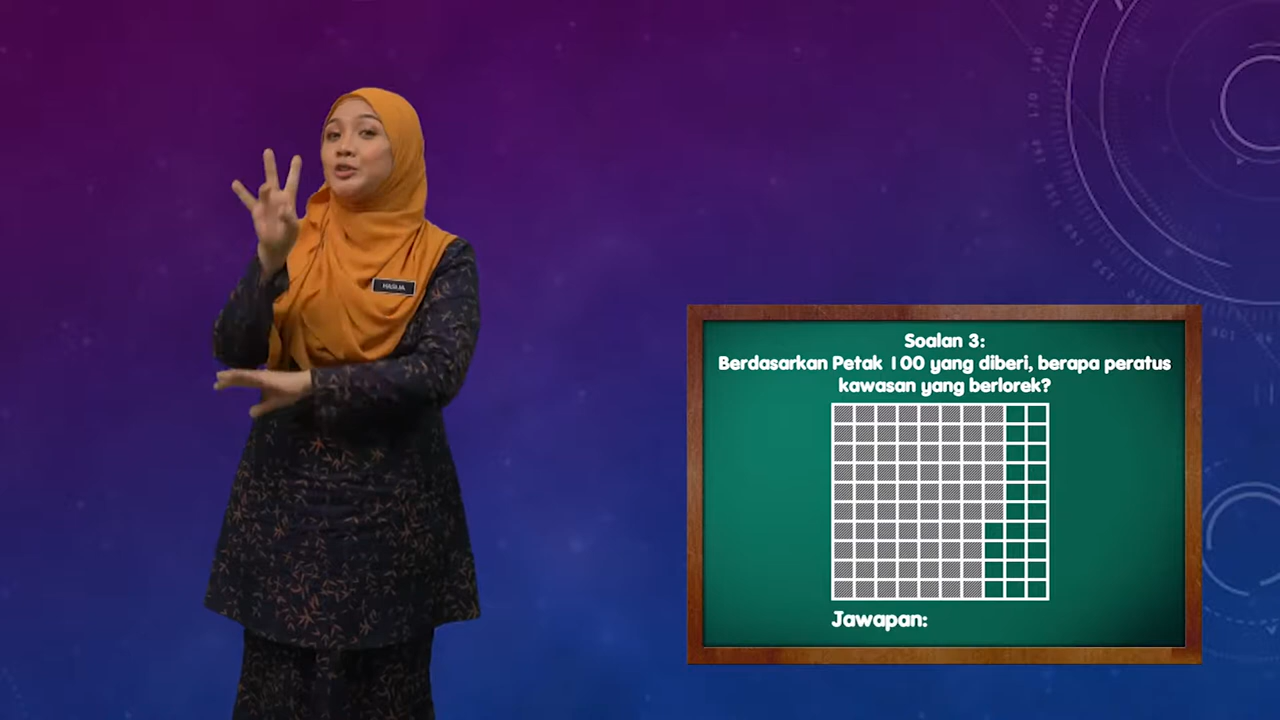 Soalan 3:
Berdasarkan Petak 100 yang diberi, berapa peratus
kawasan yang berlorek?
Jawapan: